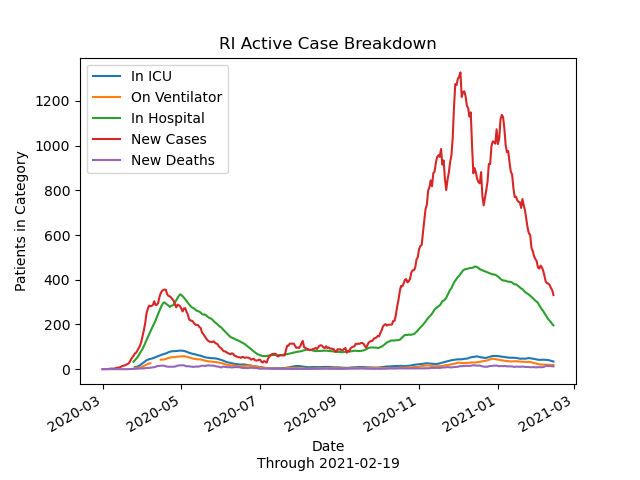 RI Active Case Breakdown
In ICU
On Ventilator
In Hospital
New Cases
New Deaths
Patients in Category
1200
1000
800
600
400
200
0
2020-03
2020-05
2020-07
2020-09
2020-11
2021-01
2021-03
Date
Through 2021-02-19